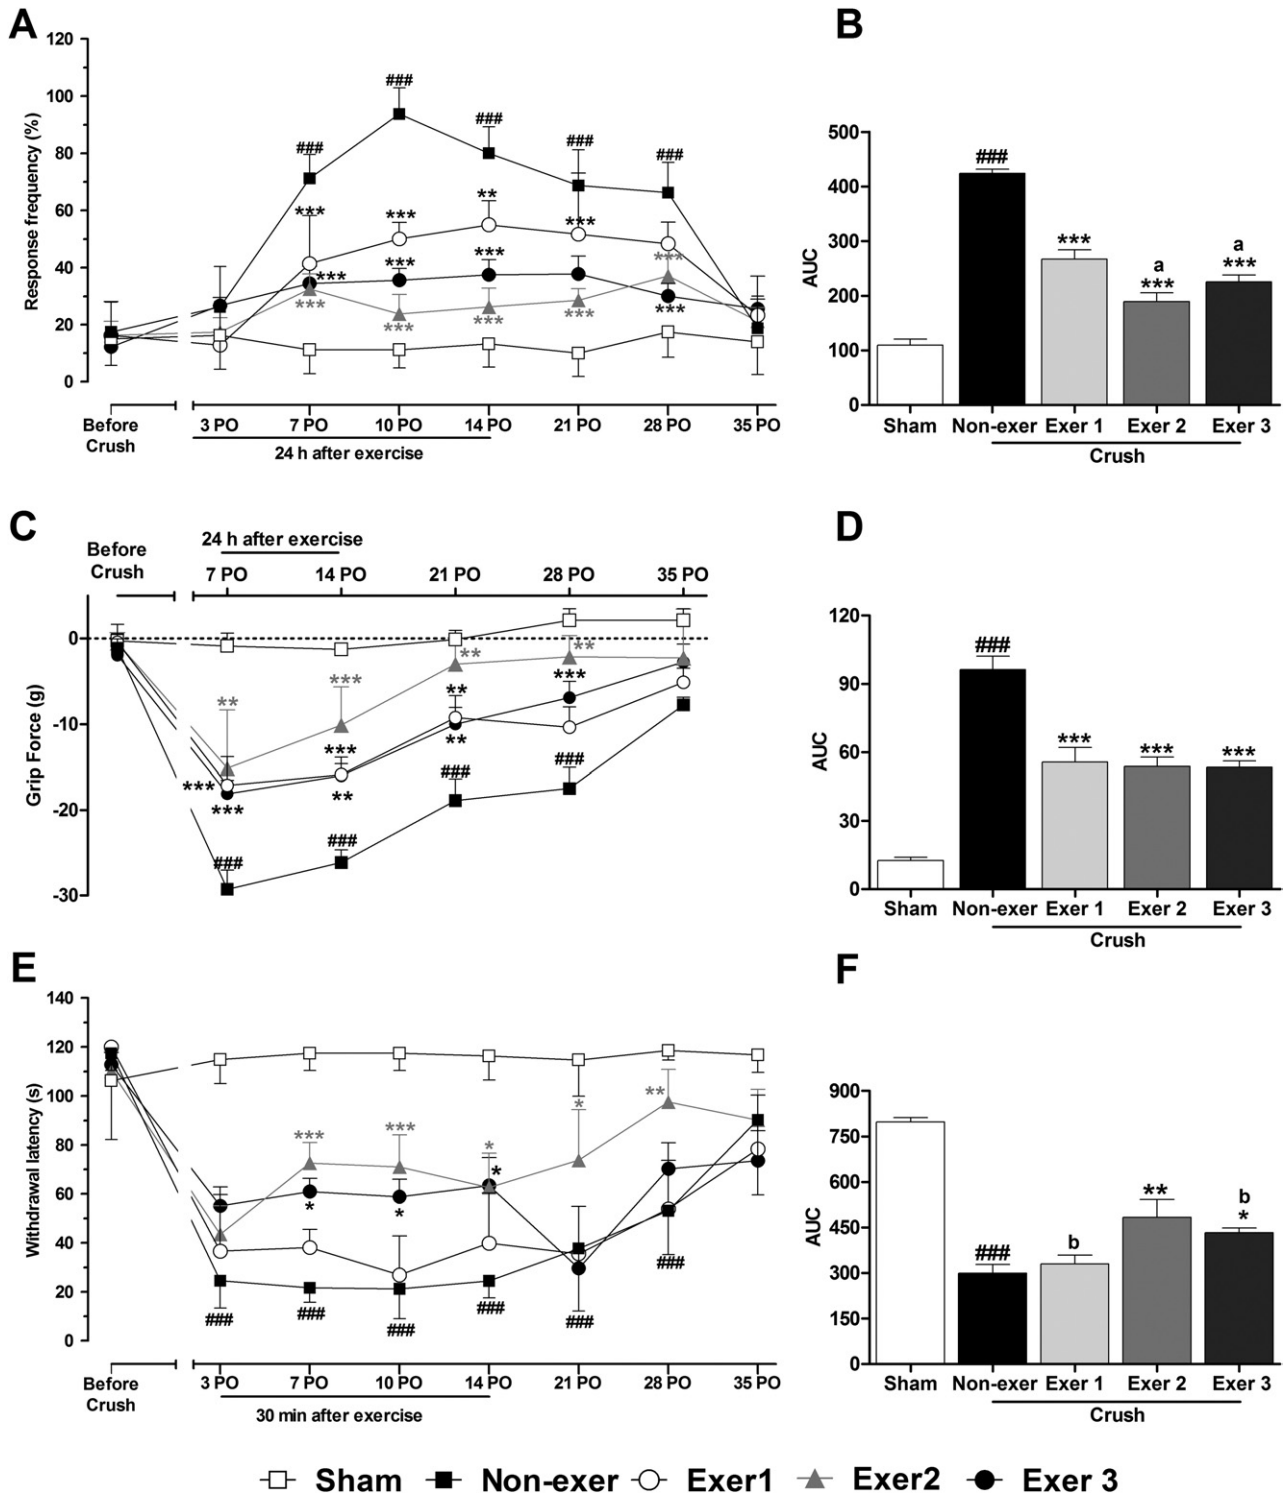 A
120
100
80
60
40
20
0
Response frequency (%)
###
###
###
###
###
***
***
**
***
***
***
***
***
***
***
***
***
***
Before
Crush
3 PO
7 PO
10 PO
14 PO
21 PO
28 PO
35 PO
24 h after exercise
B
500
400
300
200
100
0
AUC
###
***
a
***
a
***
Sham
Non-exer
Exer 1
Exer 2
Exer 3
Crush
C
24 h after exercise
Before
Crush
7 PO
14 PO
21 PO
28 PO
35 PO
0
-10
-20
-30
Grip Force (g)
**
***
**
**
***
***
***
**
**
**
***
###
###
###
###
D
120
90
60
30
0
AUC
###
***
***
***
Sham
Non-exer
Exer 1
Exer 2
Exer 3
Crush
E
140
120
100
80
60
40
20
0
Withdrawal latency (s)
***
***
*
*
**
*
*
*
###
###
###
###
###
###
Before
Crush
3 PO
7 PO
10 PO
14 PO
21 PO
28 PO
35 PO
30 min after exercise
F
900
750
600
450
300
150
0
AUC
###
b
**
b
*
Sham
Non-exer
Exer 1
Exer 2
Exer 3
Crush
Sham
Non-exer
Exer1
Exer2
Exer 3